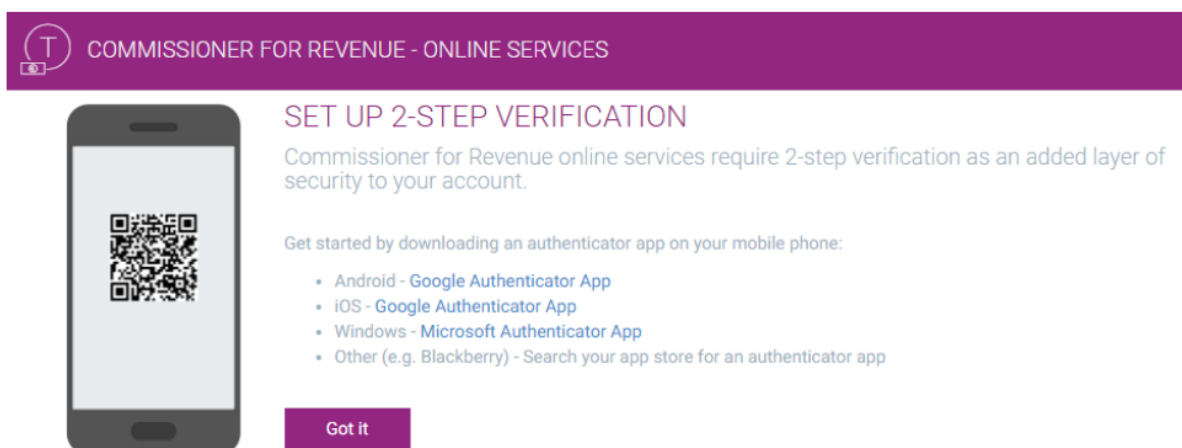 T
COMMISSIONER FOR REVENUE - ONLINE SERVICES
SET UP 2-STEP VERIFICATION
Commissioner for Revenue online services require 2-step verification as an added layer of
security to your account.
Get started by downloading an authenticator app on your mobile phone:
• Android - Google Authenticator App
• iOS - Google Authenticator App
• Windows - Microsoft Authenticator App
• Other (e.g. Blackberry) - Search your app store for an authenticator app
Got it